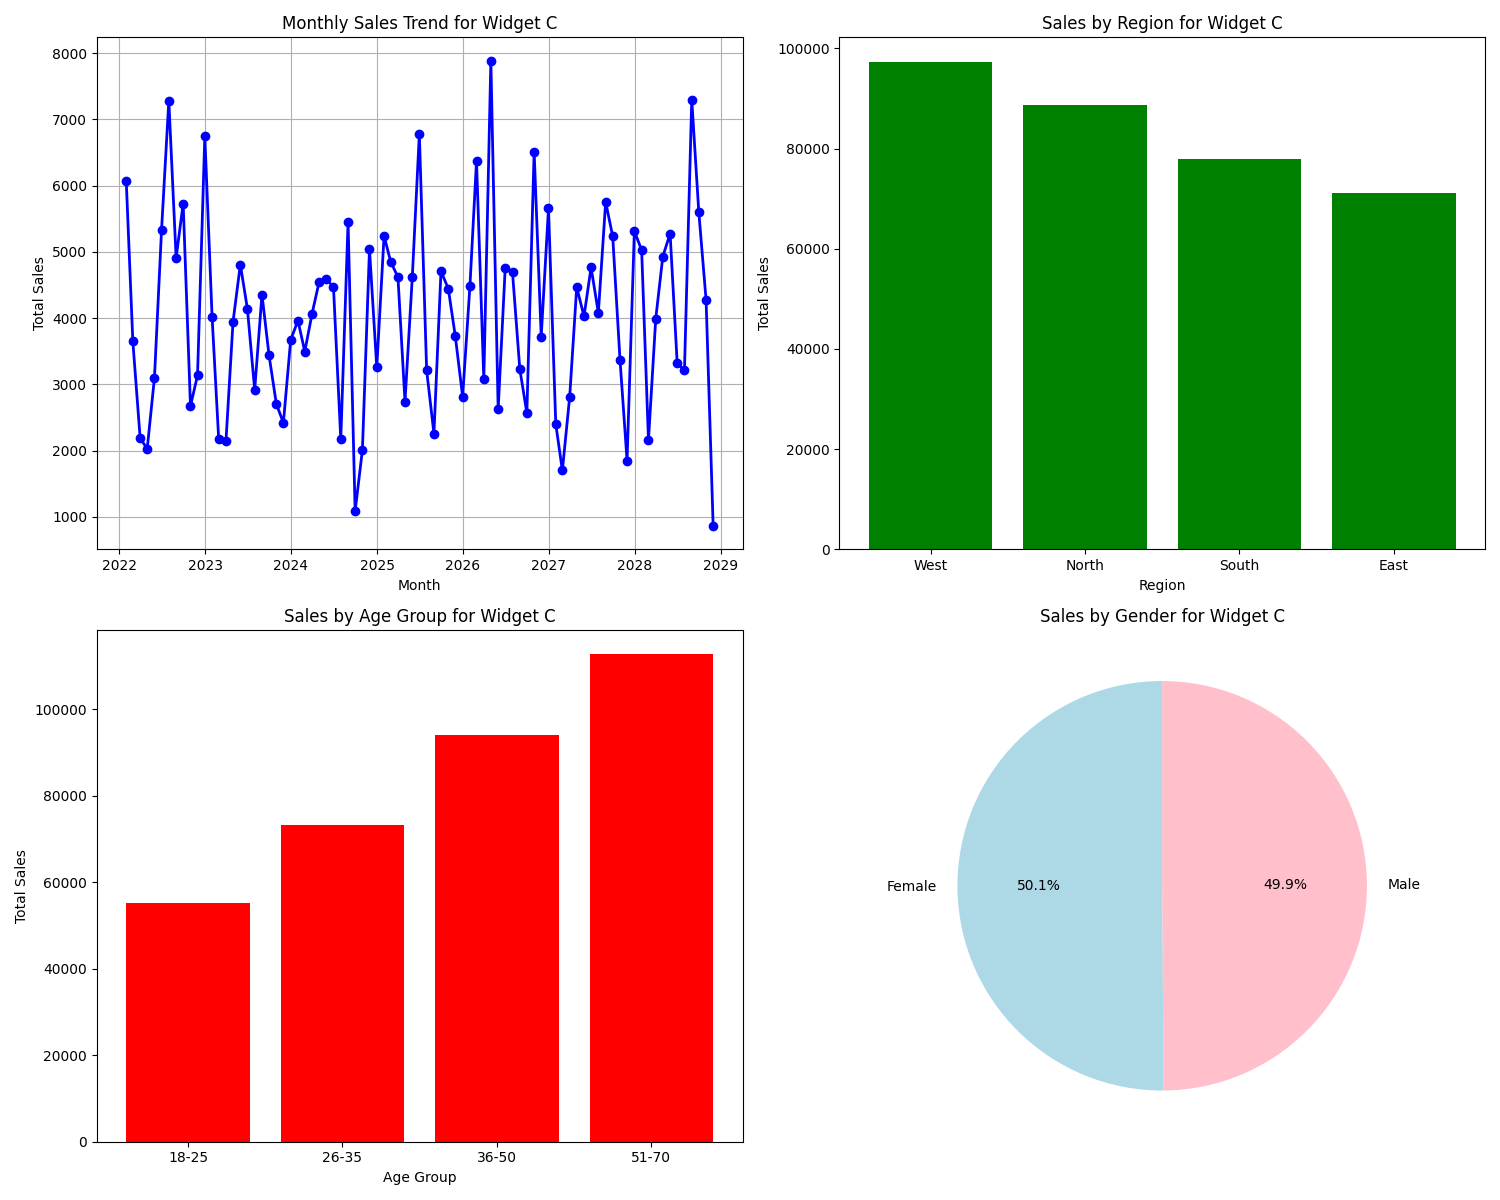 Monthly Sales Trend for Widget C
Total Sales
8000
7000
6000
5000
4000
3000
2000
1000
2022 2023 2024 2025 2026 2027 2028 2029
Month
Sales by Region for Widget C
Total Sales
100000
80000
60000
40000
20000
0
West North South East
Region
Sales by Age Group for Widget C
Total Sales
100000
80000
60000
40000
20000
0
18-25 26-35 36-50 51-70
Age Group
Sales by Gender for Widget C
Female 50.1% 49.9% Male